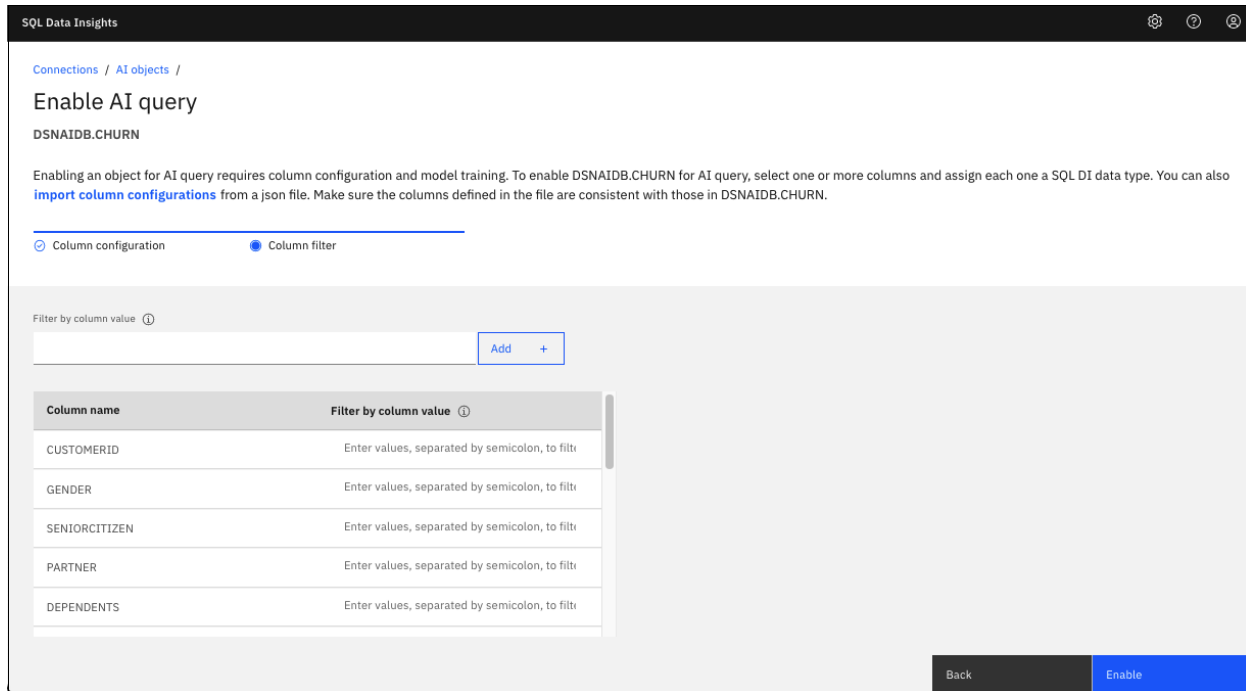 SQL Data Insights
Connections / AI objects /
Enable AI query
DSNAIDB.CHURN
Enabling an object for AI query requires column configuration and model training. To enable DSNAIDB.CHURN for AI query, select one or more columns and assign each one a SQL DI data type. You can also
import column configurations from a json file. Make sure the columns defined in the file are consistent with those in DSNAIDB.CHURN.
Column configuration Column filter
Filter by column value
Add +
Column name Filter by column value
CUSTOMERID Enter values, separated by semicolon, to filte
GENDER Enter values, separated by semicolon, to filte
SENIORCITIZEN Enter values, separated by semicolon, to filte
PARTNER Enter values, separated by semicolon, to filte
DEPENDENTS Enter values, separated by semicolon, to filte
Back Enable